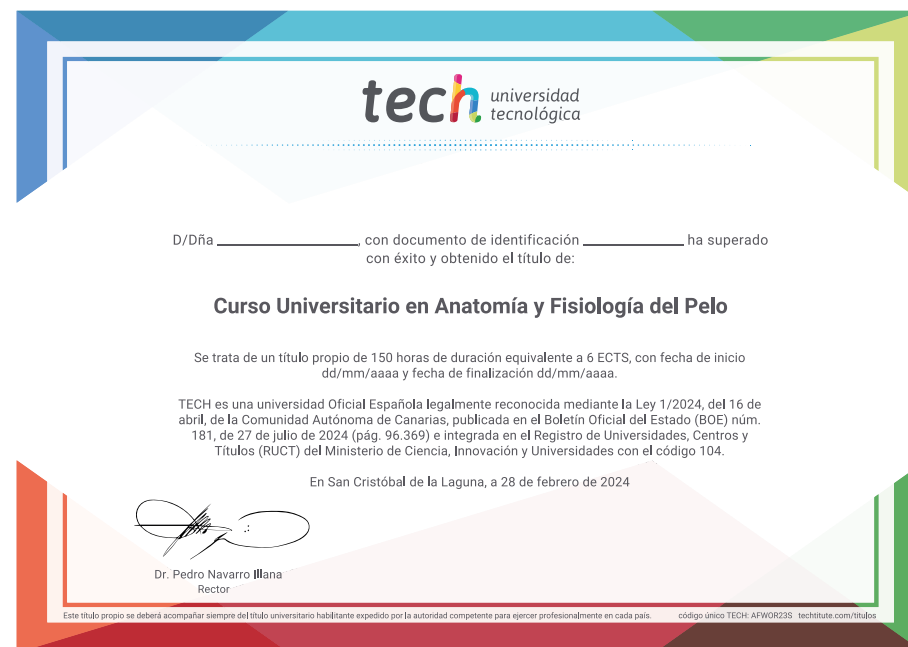 tech universidad
tecnológica
D/Dña ____________________, con documento de identificación ______________ ha superado
con éxito y obtenido el título de:
Curso Universitario en Anatomía y Fisiología del Pelo
Se trata de un título propio de 150 horas de duración equivalente a 6 ECTS, con fecha de inicio
dd/mm/aaaa y fecha de finalización dd/mm/aaaa.
TECH es una universidad Oficial Española legalmente reconocida mediante la Ley 1/2024, del 16 de
abril, de la Comunidad Autónoma de Canarias, publicada en el Boletín Oficial del Estado (BOE) núm.
181, de 27 de julio de 2024 (pág. 96.369) e integrada en el Registro de Universidades, Centros y
Títulos (RUCT) del Ministerio de Ciencia, Innovación y Universidades con el código 104.
En San Cristóbal de la Laguna, a 28 de febrero de 2024
Dr. Pedro Navarro Illana
Rector
Este título propio se deberá acompañar siempre del título universitario habilitante expedido por la autoridad competente para ejercer profesionalmente en cada país. código único TECH: AFWOR23S techtitute.com/titulos